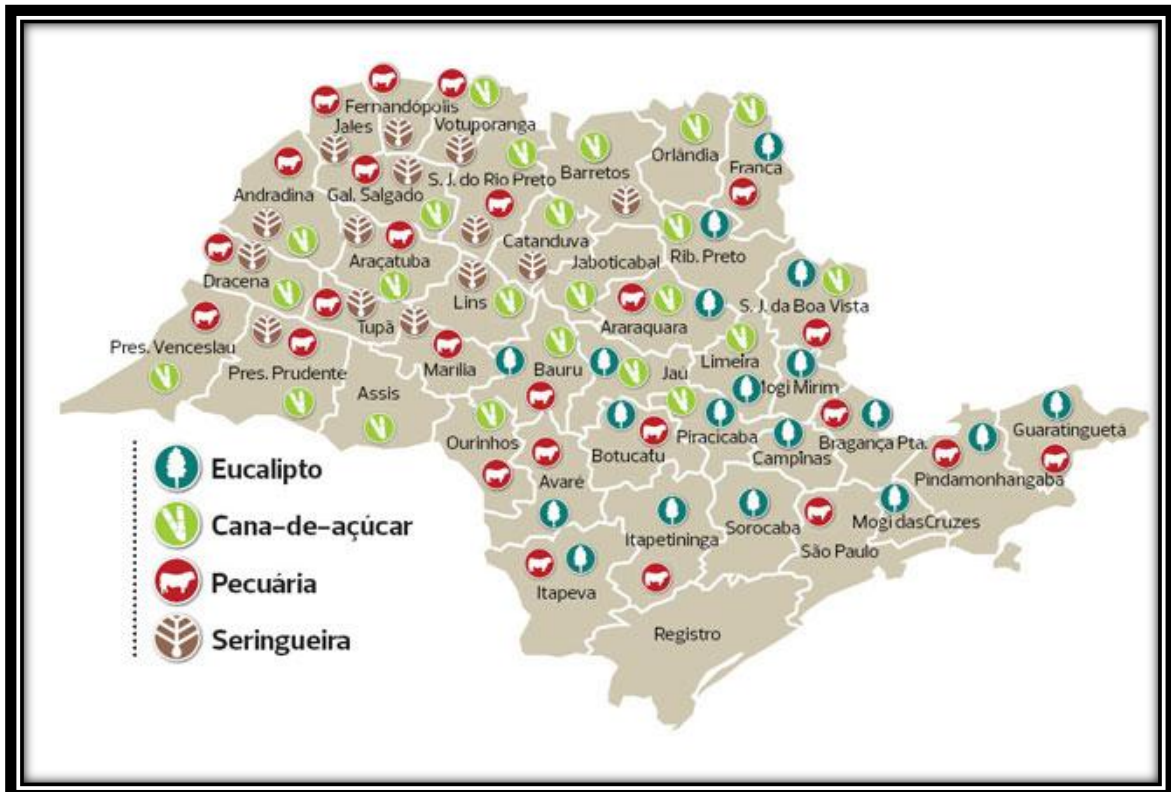 Fernandópolis
Jales
Votuporanga
Andradina
Gal. Salgado
S. J. do Rio Preto
Barretos
Orlândia
Franca
Dracena
Araçatuba
Catanduva
Jaboticabal
Rib. Preto
Tupã
Lins
Araraquara
S. J. da Boa Vista
Pres. Venceslau
Pres. Prudente
Marília
Bauru
Jaú
Limeira
Mogi Mirim
Assis
Ourinhos
Avaré
Botucatu
Piracicaba
Campinas
Bragança Pta.
Guaratinguetá
Pindamonhangaba
Itapetininga
Sorocaba
São Paulo
Mogi das Cruzes
Itapeva
Registro
Eucalipto
Cana-de-açúcar
Pecuária
Seringueira